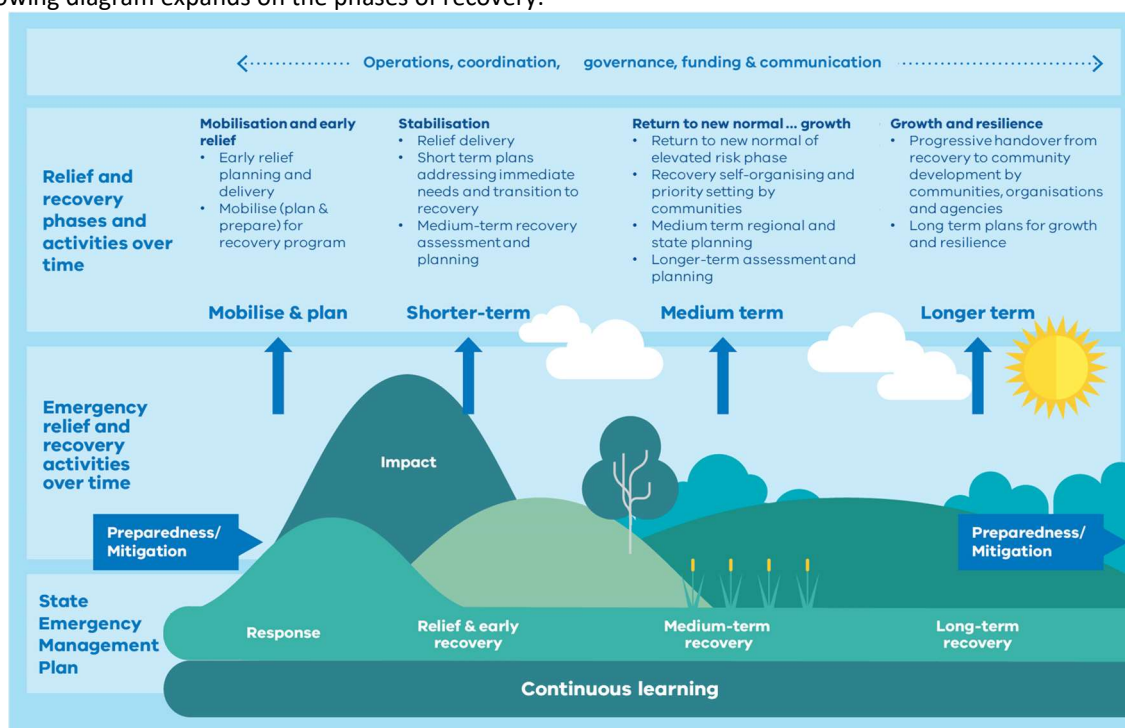 owing diagram expands on the phases of recovery:
Operations, coordination, governance, funding & communication
Relief and
recovery
phases and
activities over
time
Mobilisation and early
relief
• Early relief
planning and
delivery
• Mobilise (plan &
prepare) for
recovery program
Mobilise & plan
Stabilisation
• Relief delivery
• Short term plans
addressing immediate
needs and transition to
recovery
• Medium-term recovery
assessment and
planning
Shorter-term
Return to new normal ... growth
• Return to new normal of
elevated risk phase
• Recovery self-organising and
priority setting by
communities
• Medium term regional and
state planning
• Longer-term assessment and
planning
Medium term
Growth and resilience
• Progressive handover from
recovery to community
development by
communities, organisations
and agencies
• Long term plans for growth
and resilience
Longer term
Emergency
relief and
recovery
activities
over time
Impact
Preparedness/
Mitigation
Preparedness/
Mitigation
State
Emergency
Management
Plan
Response
Relief & early
recovery
Medium-term
recovery
Long-term
recovery
Continuous learning